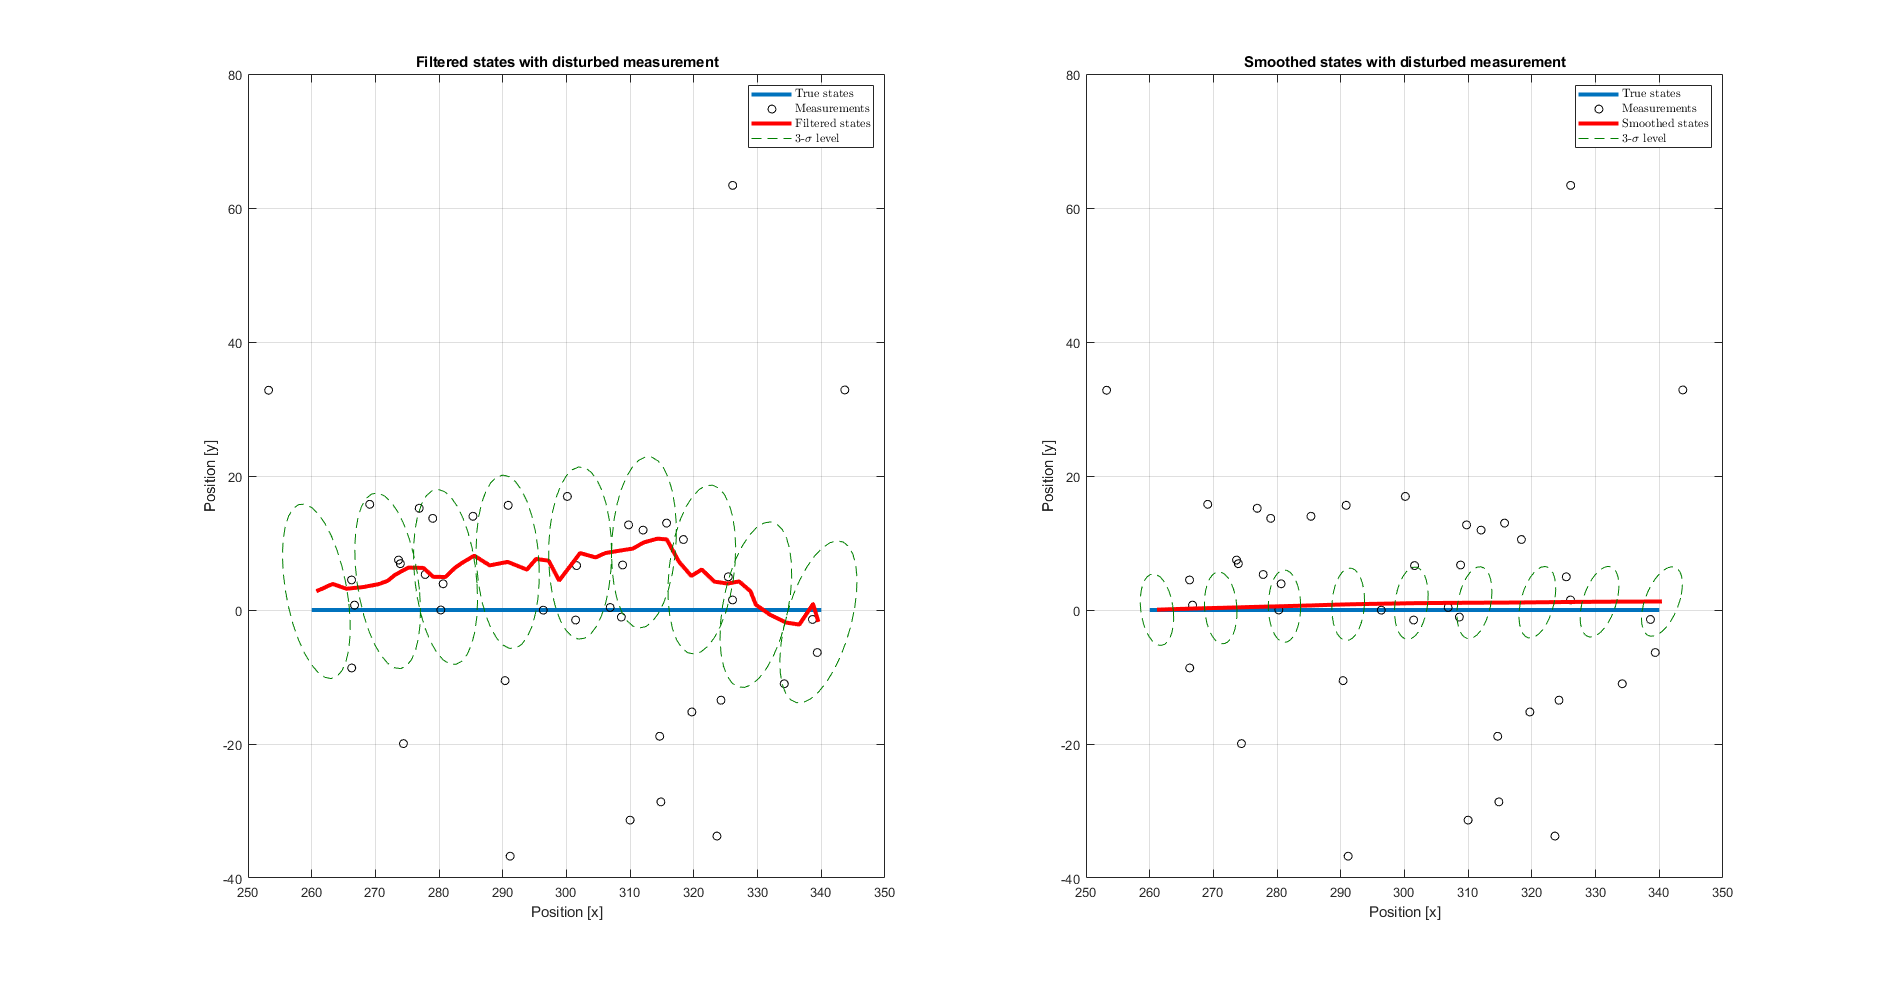 Filtered states with disturbed measurement
True states
Measurements
Filtered states
3-σ level
80
60
40
20
0
-20
-40
Position [y]
250 260 270 280 290 300 310 320 330 340 350
Position [x]
Smoothed states with disturbed measurement
True states
Measurements
Smoothed states
3-σ level
80
60
40
20
0
-20
-40
Position [y]
250 260 270 280 290 300 310 320 330 340 350
Position [x]